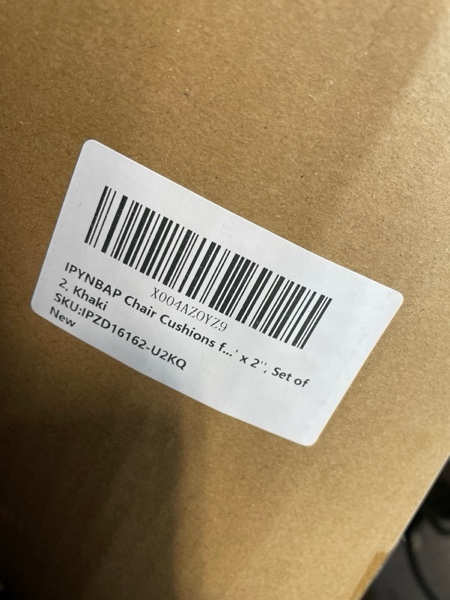 X004AZOYZ9
IPYNBAP Chair Cushions f...' x 2'', Set of
2, Khaki
SKU:IPZD16162-U2KQ
New